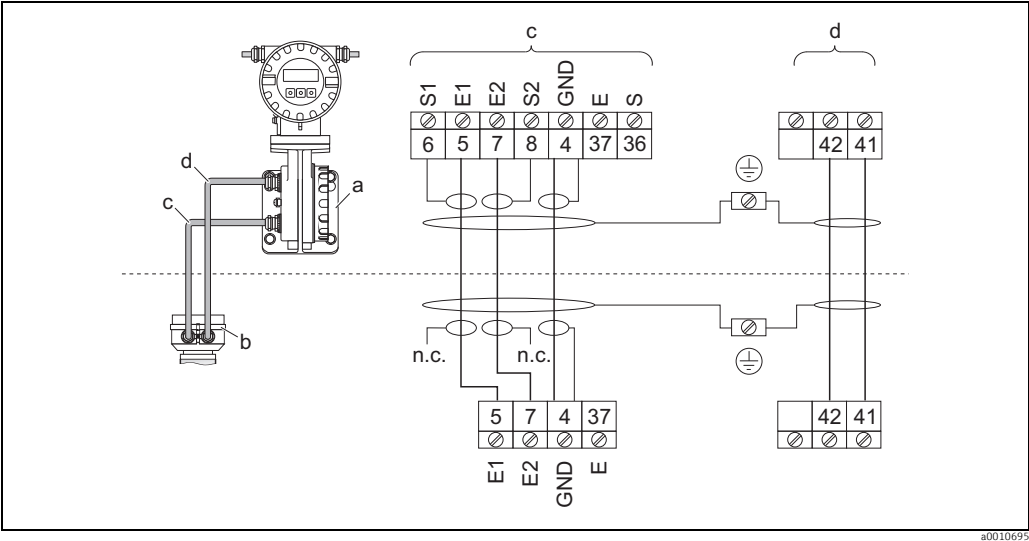 c
d
S1 E1 E2 S2 GND E S
6 5 7 8 4 37 36
42 41
d
a
c
b
n.c. n.c.
5 7 4 37
42 41
E1 E2 GND E
a0010695